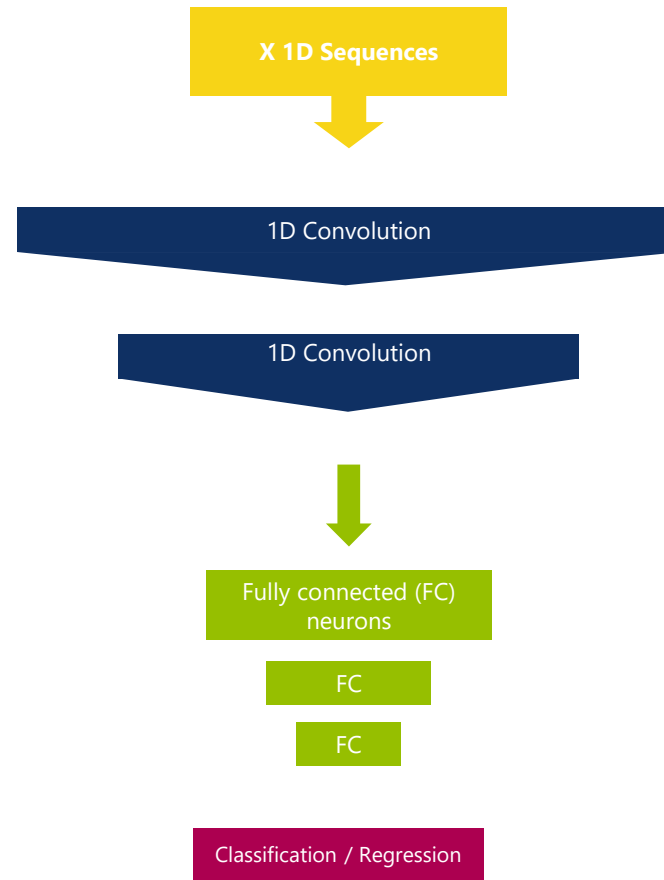 X 1D Sequences
1D Convolution
1D Convolution
Fully connected (FC)
neurons
FC
FC
Classification / Regression